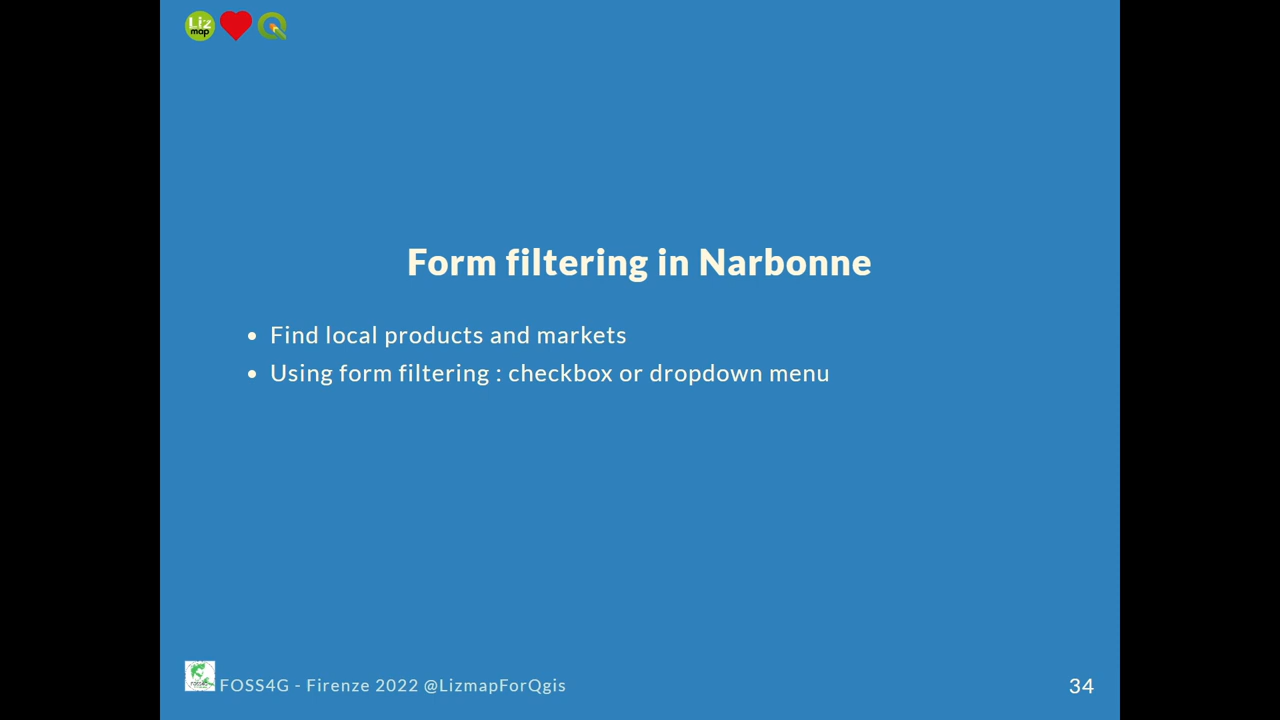 Liz
map
Form filtering in Narbonne
Find local products and markets
Using form filtering : checkbox or dropdown menu
FOSS4G - Firenze 2022 @LizmapForQgis
34